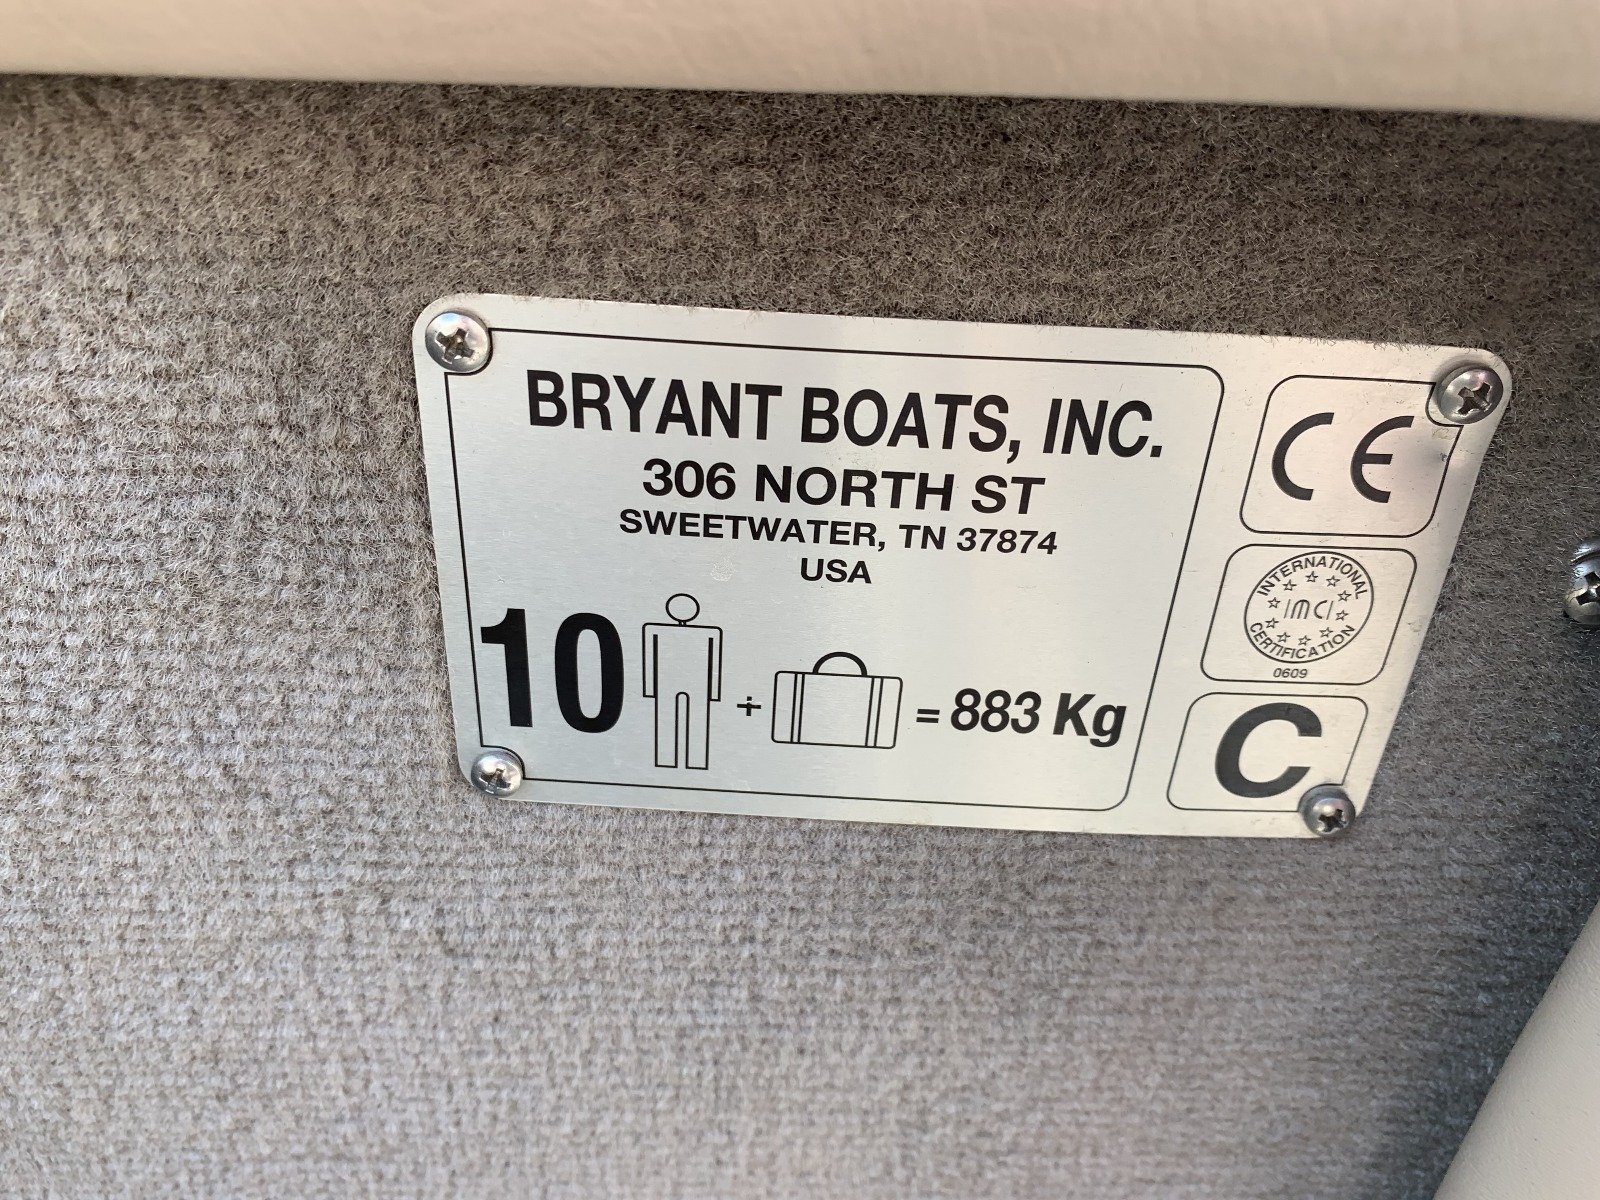 BRYANT BOATS, INC.
306 NORTH ST
SWEETWATER, TN 37874
USA
10 + = 883 Kg
CE
INTERNATIONAL
IMCI
CERTIFICATION
0609
C